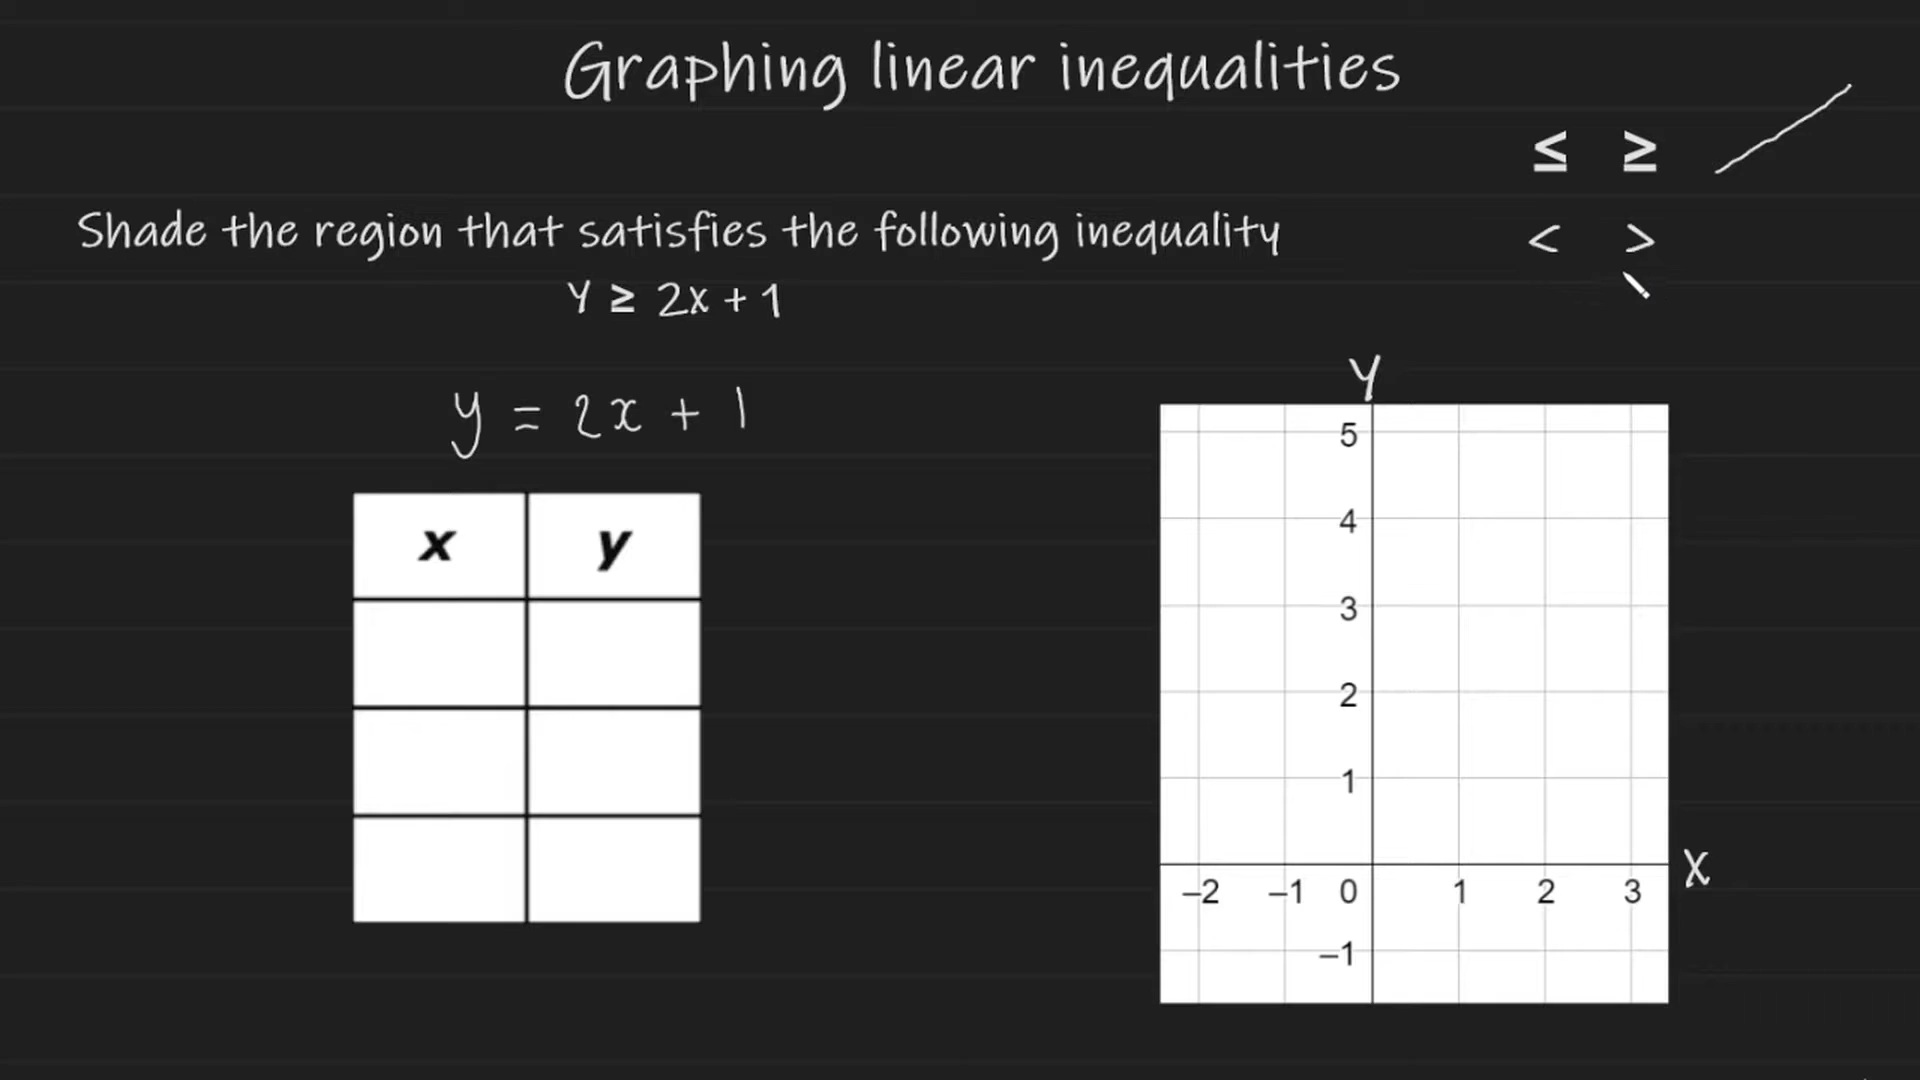 Graphing linear inequalities
≤ ≥
Shade the region that satisfies the following inequality
< >
Y ≥ 2x + 1
y = 2x + 1
x y
Y
5
4
3
2
1
X
–2 –1 0 1 2 3
–1